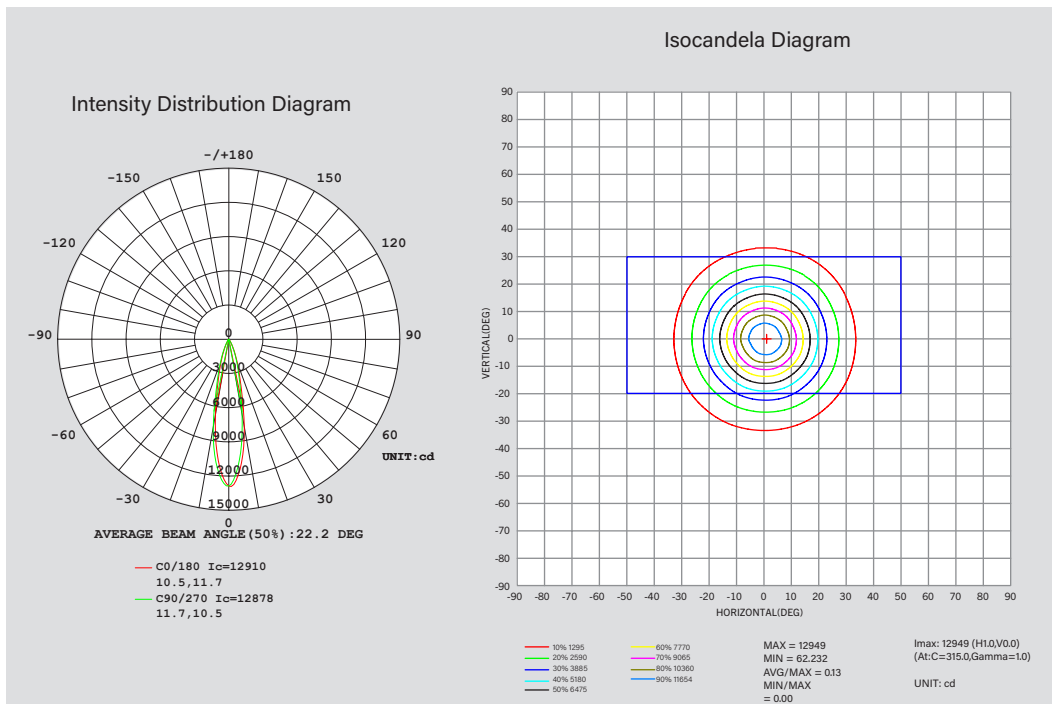 Isocandela Diagram
Intensity Distribution Diagram
-/+180
-150 150
-120 120
-90 90
-60 60
-30 30
0
0
3000
6000
9000
12000
15000
UNIT:cd
AVERAGE BEAM ANGLE(50%):22.2 DEG
C0/180 Ic=12910
10.5,11.7
C90/270 Ic=12878
11.7,10.5
90
80
70
60
50
40
30
20
10
0
-10
-20
-30
-40
-50
-60
-70
-80
-90
VERTICAL(DEG)
-90 -80 -70 -60 -50 -40 -30 -20 -10 0 10 20 30 40 50 60 70 80 90
HORIZONTAL(DEG)
10% 1295
20% 2590
30% 3885
40% 5180
50% 6475
60% 7770
70% 9065
80% 10360
90% 11654
MAX = 12949
MIN = 62.232
AVG/MAX = 0.13
MIN/MAX
= 0.00
Imax: 12949 (H1.0,V0.0)
(At:C=315.0,Gamma=1.0)
UNIT: cd